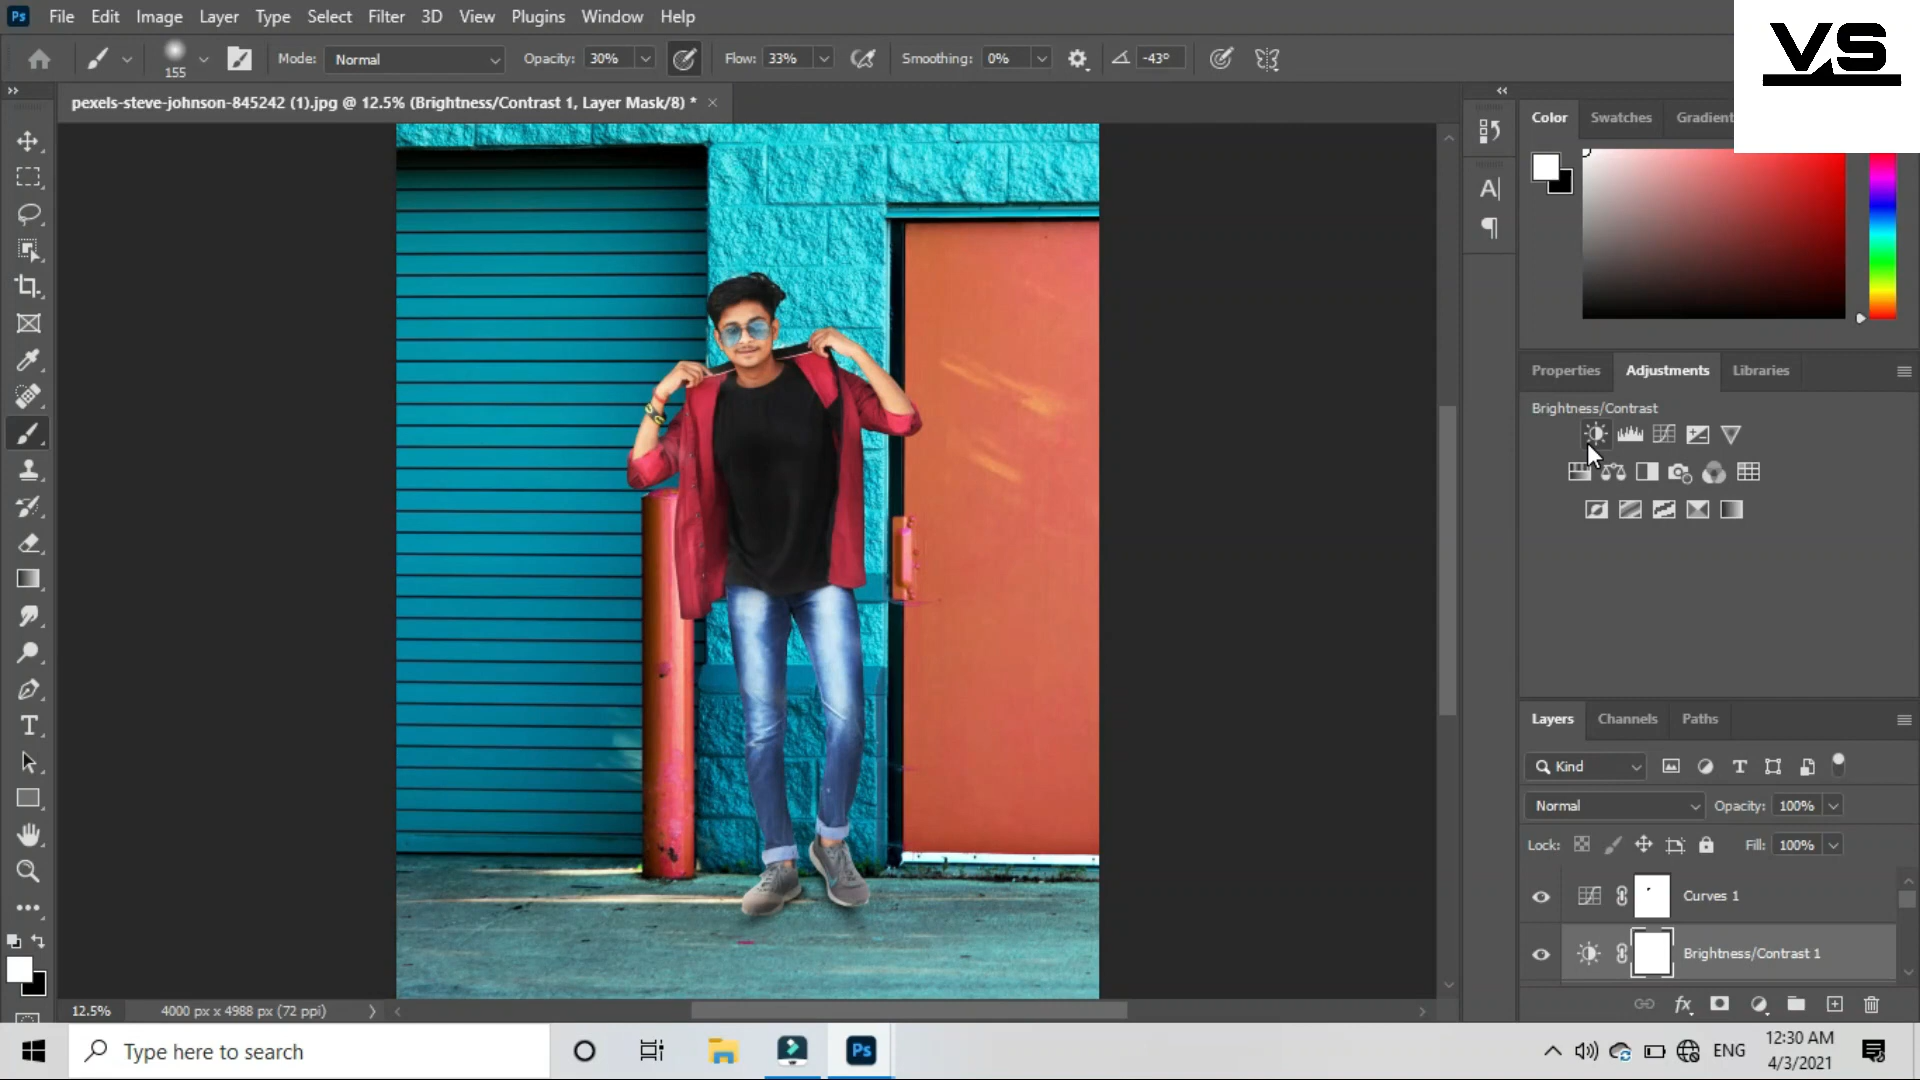 Ps File Edit Image Layer Type Select Filter 3D View Plugins Window Help
VS
155 Mode: Normal Opacity: 30% Flow: 33% Smoothing: 0% -43°
pexels-steve-johnson-845242 (1).jpg @ 12.5% (Brightness/Contrast 1, Layer Mask/8) *
Color Swatches Gradient
A
Properties Adjustments Libraries
Brightness/Contrast
T
Layers Channels Paths
Kind T
Normal Opacity: 100%
Lock: Fill: 100%
Curves 1
Brightness/Contrast 1
fx
12.5% 4000 px x 4988 px (72 ppi)
Type here to search
Ps
ENG
12:30 AM
4/3/2021